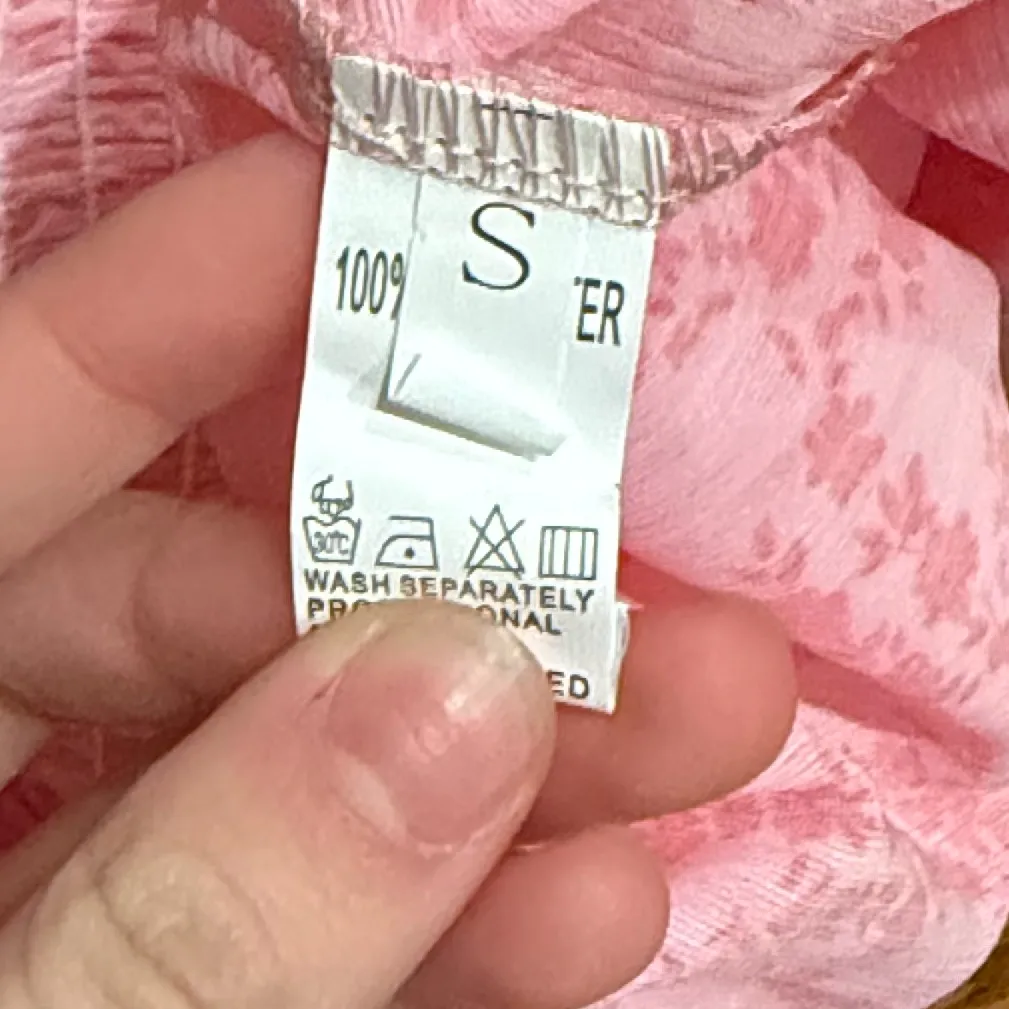 S
100% ER
30°C
WASH SEPARATELY
PRO ONAL
ED